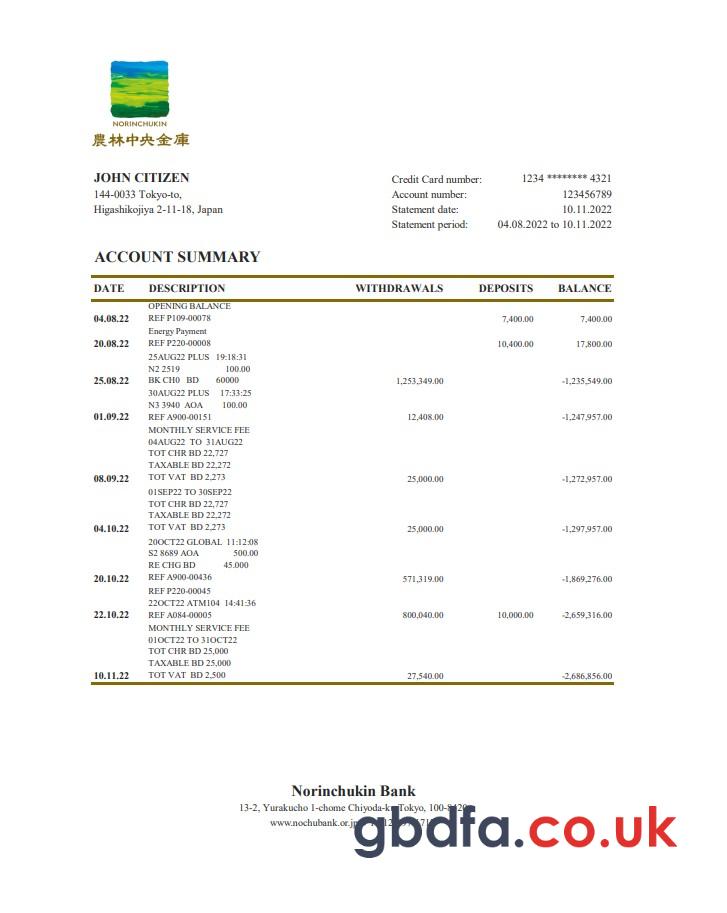 NORINCHUKIN
農林中央金庫
JOHN CITIZEN
144-0033 Tokyo-to,
Higashikojiya 2-11-18, Japan
Credit Card number: 1234 ******** 4321
Account number: 123456789
Statement date: 10.11.2022
Statement period: 04.08.2022 to 10.11.2022
ACCOUNT SUMMARY
DATE DESCRIPTION WITHDRAWALS DEPOSITS BALANCE
OPENING BALANCE
04.08.22 REF P109-00078 7,400.00 7,400.00
Energy Payment
20.08.22 REF P220-00008 10,400.00 17,800.00
25AUG22 PLUS 19:18:31
N2 2519 100.00
25.08.22 BK CH0 BD 60000 1,253,349.00 -1,235,549.00
30AUG22 PLUS 17:33:25
N3 3940 AOA 100.00
01.09.22 REF A900-00151 12,408.00 -1,247,957.00
MONTHLY SERVICE FEE
04AUG22 TO 31AUG22
TOT CHR BD 22,727
TAXABLE BD 22,272
08.09.22 TOT VAT BD 2,273 25,000.00 -1,272,957.00
01SEP22 TO 30SEP22
TOT CHR BD 22,727
TAXABLE BD 22,272
04.10.22 TOT VAT BD 2,273 25,000.00 -1,297,957.00
20OCT22 GLOBAL 11:12:08
S2 8689 AOA 500.00
RE CHG BD 45.000
20.10.22 REF A900-00436 571,319.00 -1,869,276.00
REF P220-00045
22OCT22 ATM104 14:41:36
22.10.22 REF A084-00005 800,040.00 10,000.00 -2,659,316.00
MONTHLY SERVICE FEE
01OCT22 TO 31OCT22
TOT CHR BD 25,000
TAXABLE BD 25,000
10.11.22 TOT VAT BD 2,500 27,540.00 -2,686,856.00
Norinchukin Bank
13-2, Yurakucho 1-chome Chiyoda-k Tokyo,
www.nochubank.or.jp
gbdfa.co.uk